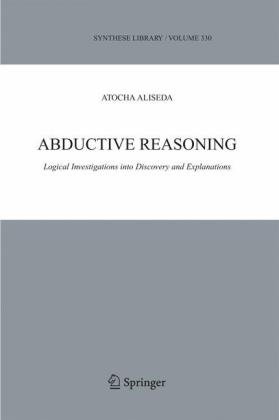 SYNTHESE LIBRARY / VOLUME 330
ATOCHA ALISEDA
ABDUCTIVE REASONING
Logical Investigations into Discovery and Explanations
Springer